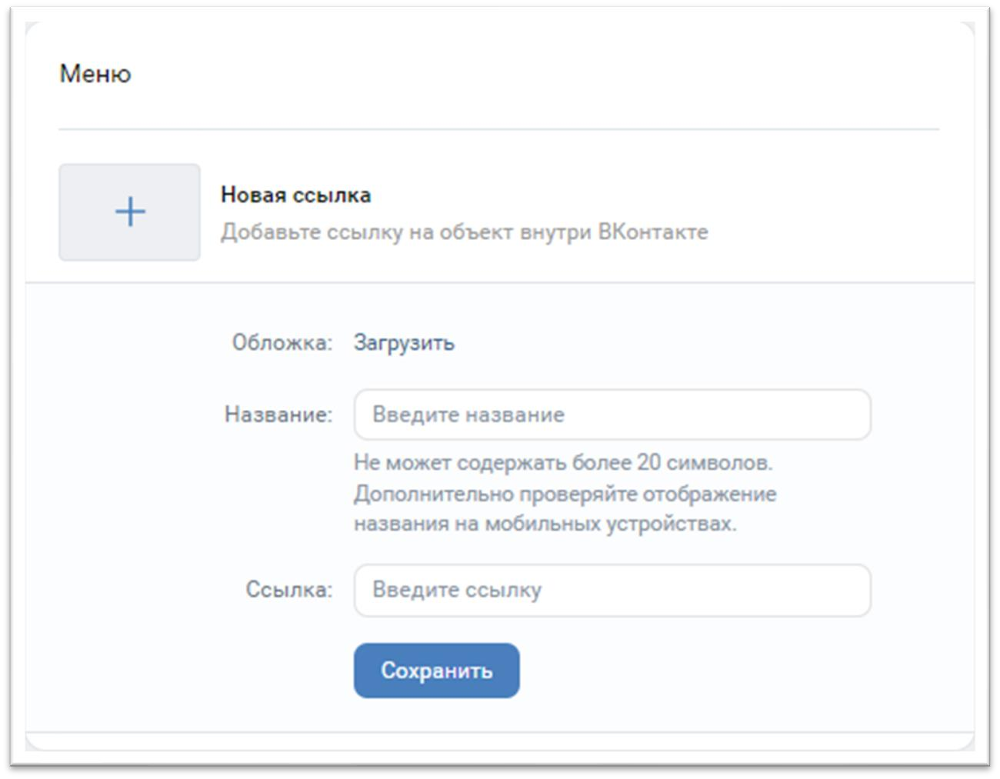 Меню
Новая ссылка
Добавьте ссылку на объект внутри ВКонтакте
Обложка: Загрузить
Название: Введите название
Не может содержать более 20 символов.
Дополнительно проверяйте отображение
названия на мобильных устройствах.
Ссылка: Введите ссылку
Сохранить